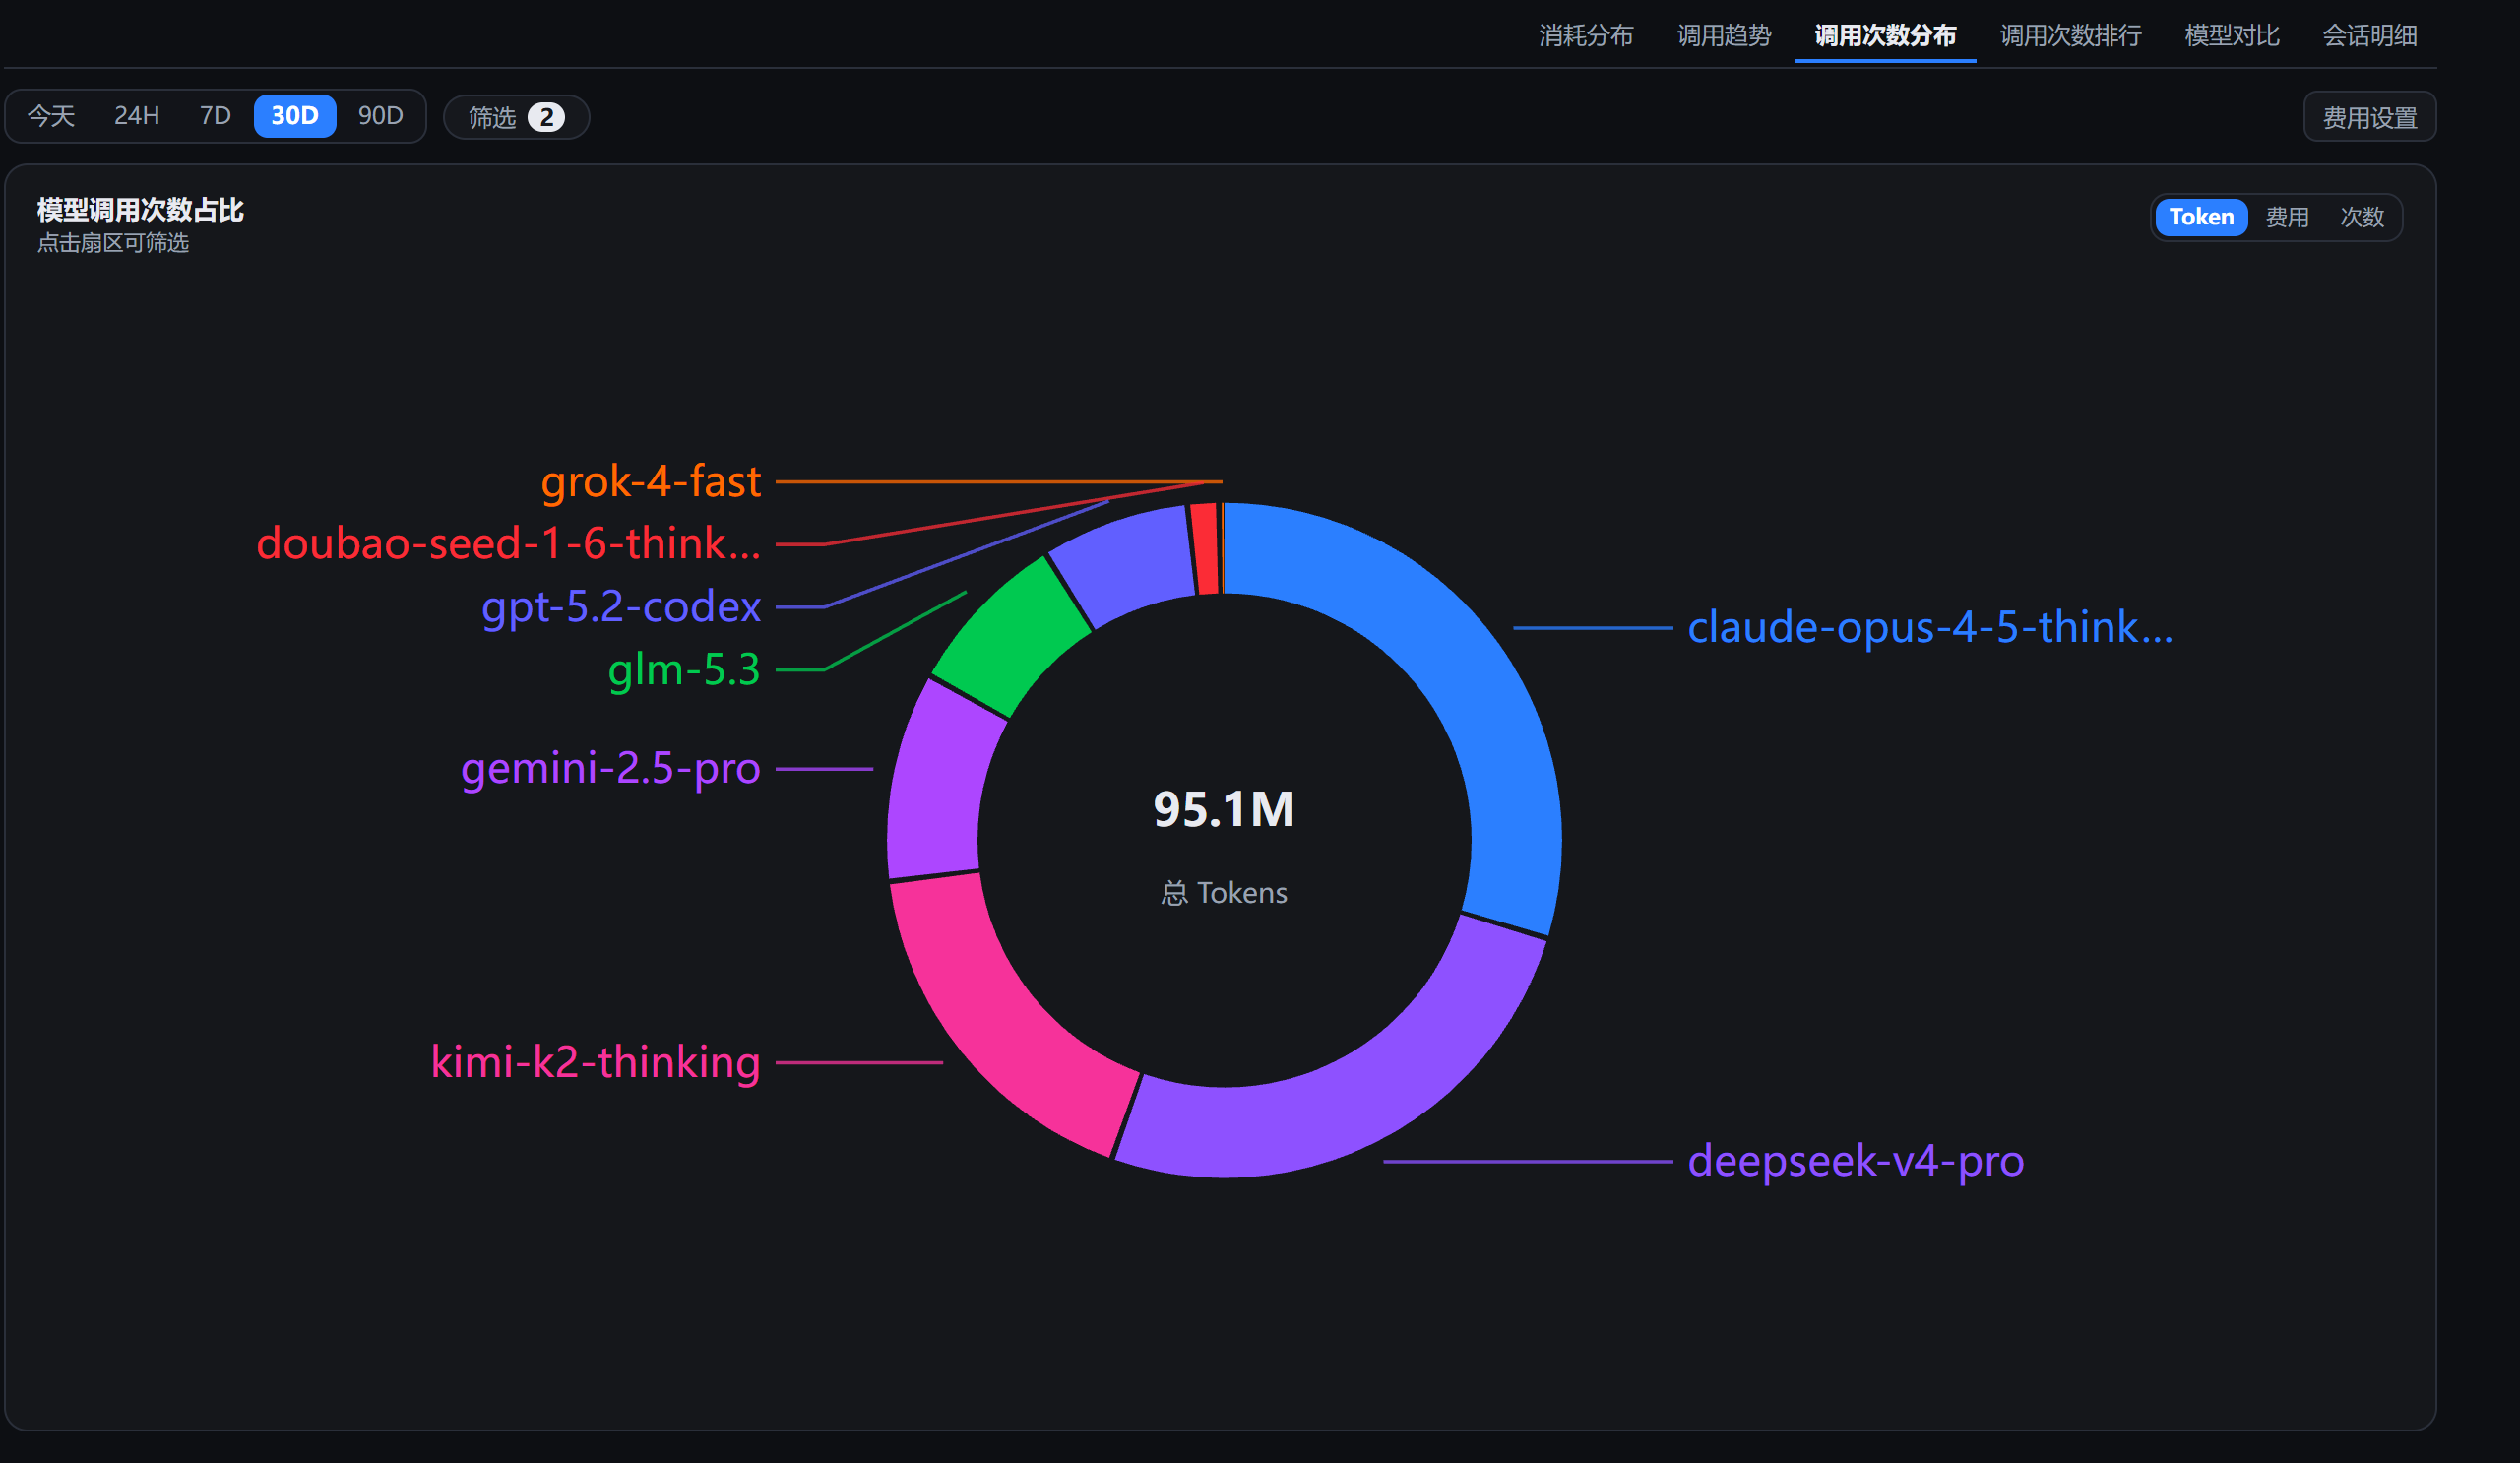 消耗分布 调用趋势 调用次数分布 调用次数排行 模型对比 会话明细
今天 24H 7D 30D 90D 筛选 2 费用设置
模型调用次数占比
点击扇区可筛选
Token 费用 次数
grok-4-fast
doubao-seed-1-6-think...
gpt-5.2-codex
claude-opus-4-5-think...
glm-5.3
gemini-2.5-pro
95.1M
总 Tokens
kimi-k2-thinking
deepseek-v4-pro